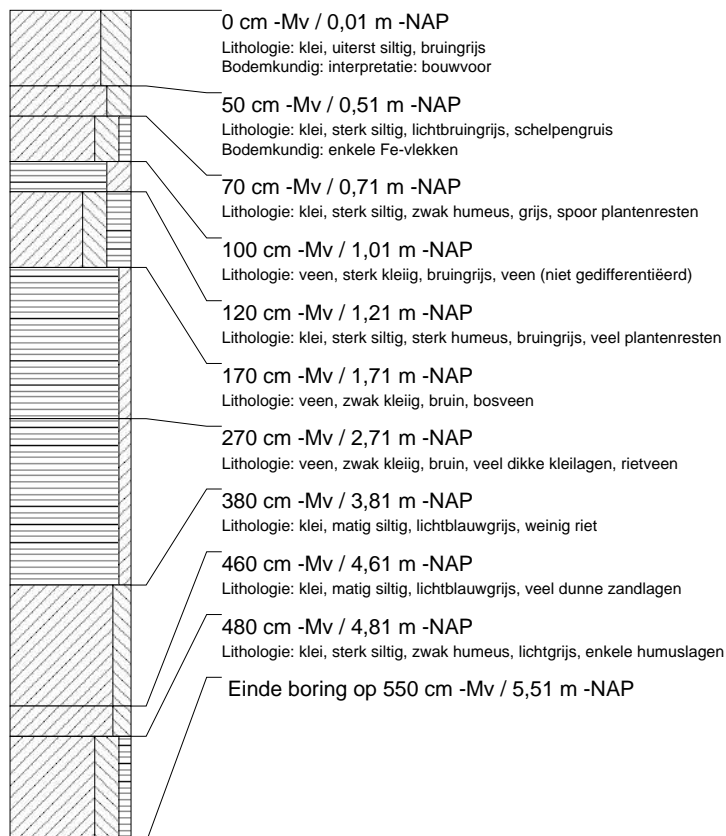 0 cm -Mv / 0,01 m -NAP
Lithologie: klei, uiterst siltig, bruingrijs
Bodemkundig: interpretatie: bouwvoor
50 cm -Mv / 0,51 m -NAP
Lithologie: klei, sterk siltig, lichtbruingrijs, schelpengruis
Bodemkundig: enkele Fe-vlekken
70 cm -Mv / 0,71 m -NAP
Lithologie: klei, sterk siltig, zwak humeus, grijs, spoor plantenresten
100 cm -Mv / 1,01 m -NAP
Lithologie: veen, sterk kleiig, bruingrijs, veen (niet gedifferentiëerd)
120 cm -Mv / 1,21 m -NAP
Lithologie: klei, sterk siltig, sterk humeus, bruingrijs, veel plantenresten
170 cm -Mv / 1,71 m -NAP
Lithologie: veen, zwak kleiig, bruin, bosveen
270 cm -Mv / 2,71 m -NAP
Lithologie: veen, zwak kleiig, bruin, veel dikke kleilagen, rietveen
380 cm -Mv / 3,81 m -NAP
Lithologie: klei, matig siltig, lichtblauwgrijs, weinig riet
460 cm -Mv / 4,61 m -NAP
Lithologie: klei, matig siltig, lichtblauwgrijs, veel dunne zandlagen
480 cm -Mv / 4,81 m -NAP
Lithologie: klei, sterk siltig, zwak humeus, lichtgrijs, enkele humuslagen
Einde boring op 550 cm -Mv / 5,51 m -NAP